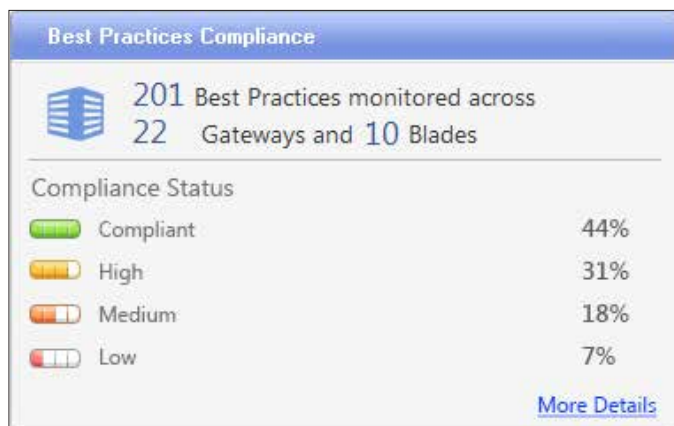 Best Practices Compliance
201 Best Practices monitored across
22 Gateways and 10 Blades
Compliance Status
Compliant 44%
High 31%
Medium 18%
Low 7%
More Details